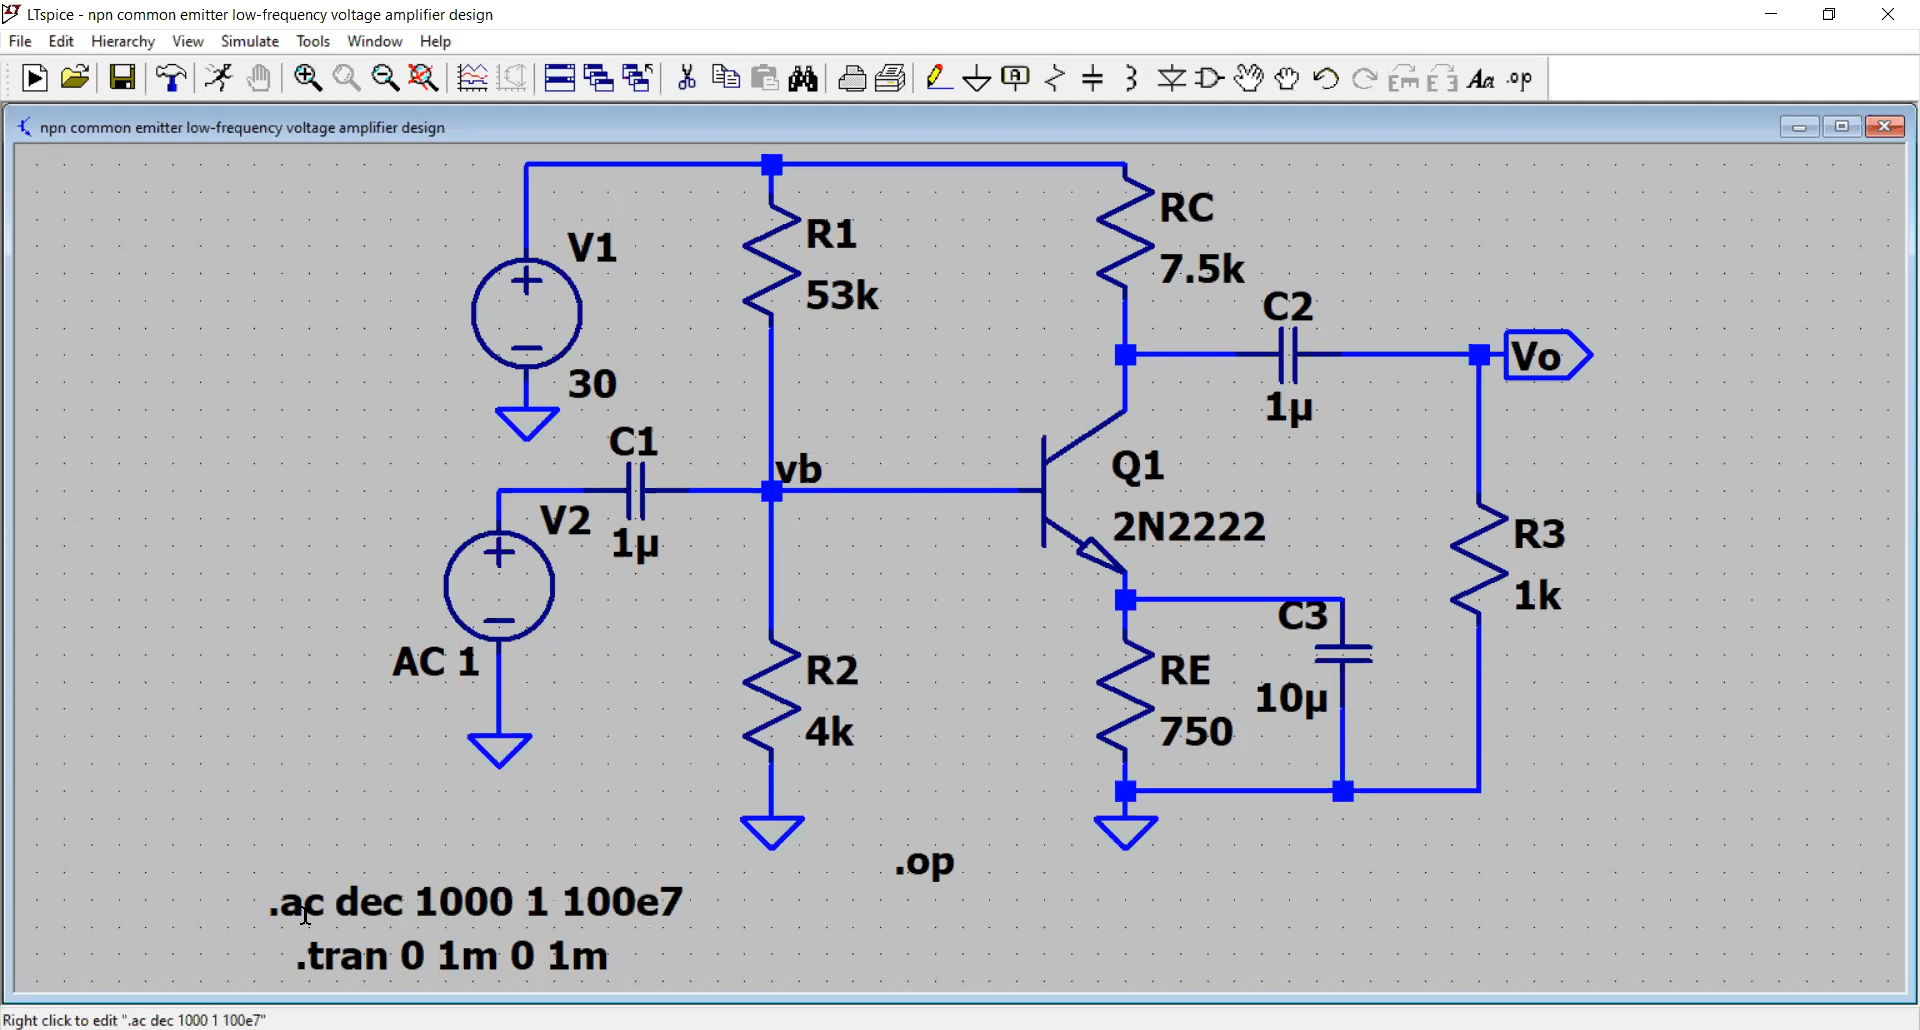 LTspice - npn common emitter low-frequency voltage amplifier design
File Edit Hierarchy View Simulate Tools Window Help
A
Aa .op
npn common emitter low-frequency voltage amplifier design
V1
30
R1
53k
RC
7.5k
C2
1µ
Vo
C1
1µ
vb
V2
AC 1
Q1
2N2222
R3
1k
C3
10µ
R2
4k
RE
750
.op
.ac dec 1000 1 100e7
.tran 0 1m 0 1m
Right click to edit ".ac dec 1000 1 100e7"